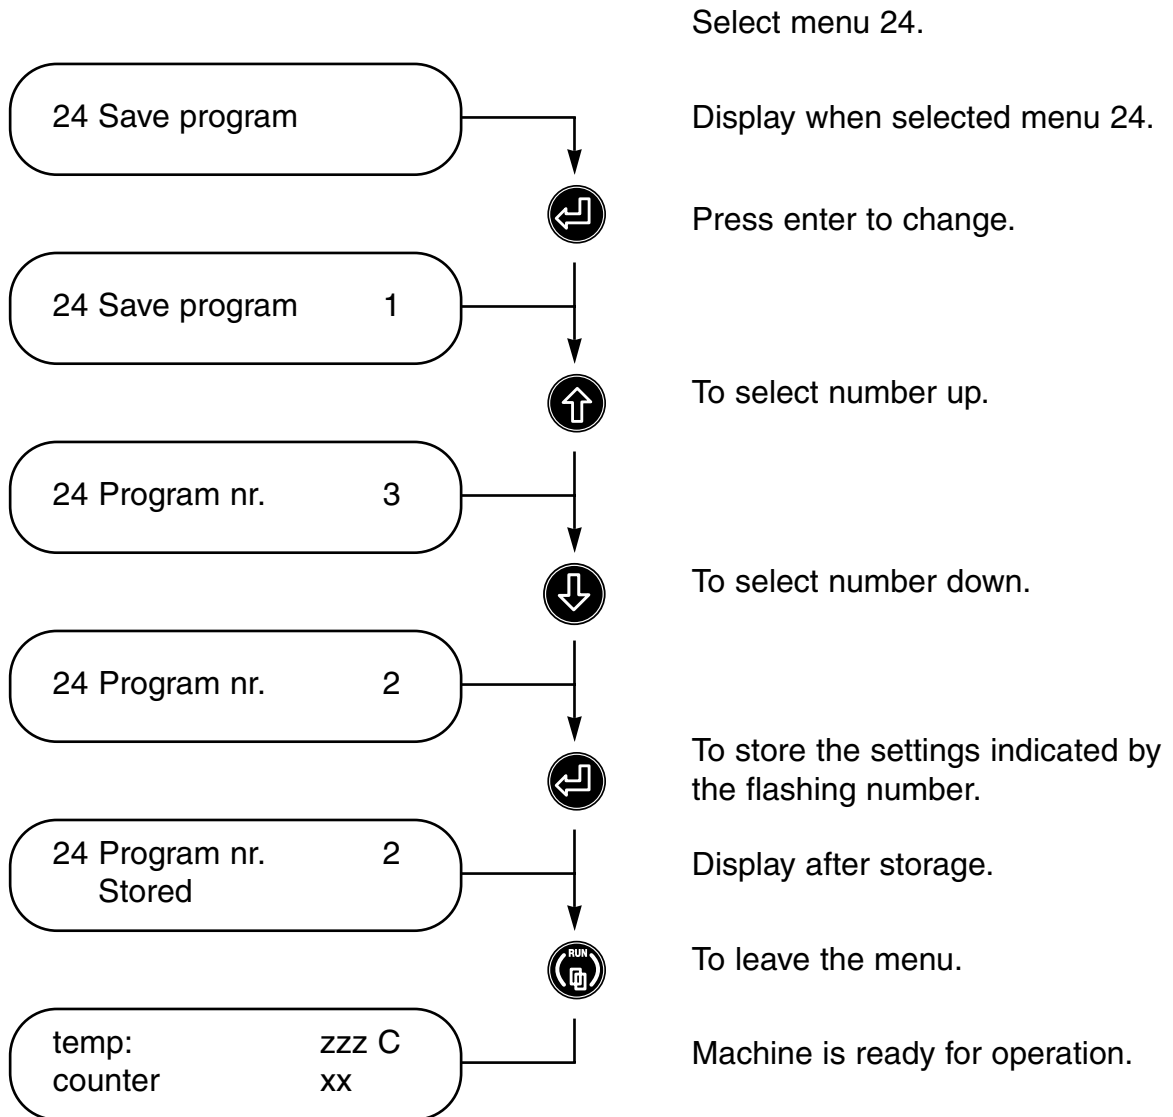 Select menu 24.
24 Save program
Display when selected menu 24.
Press enter to change.
24 Save program 1
To select number up.
24 Program nr. 3
To select number down.
24 Program nr. 2
To store the settings indicated by
the flashing number.
24 Program nr. 2
Stored
Display after storage.
RUN
To leave the menu.
temp: zzz C
counter xx
Machine is ready for operation.